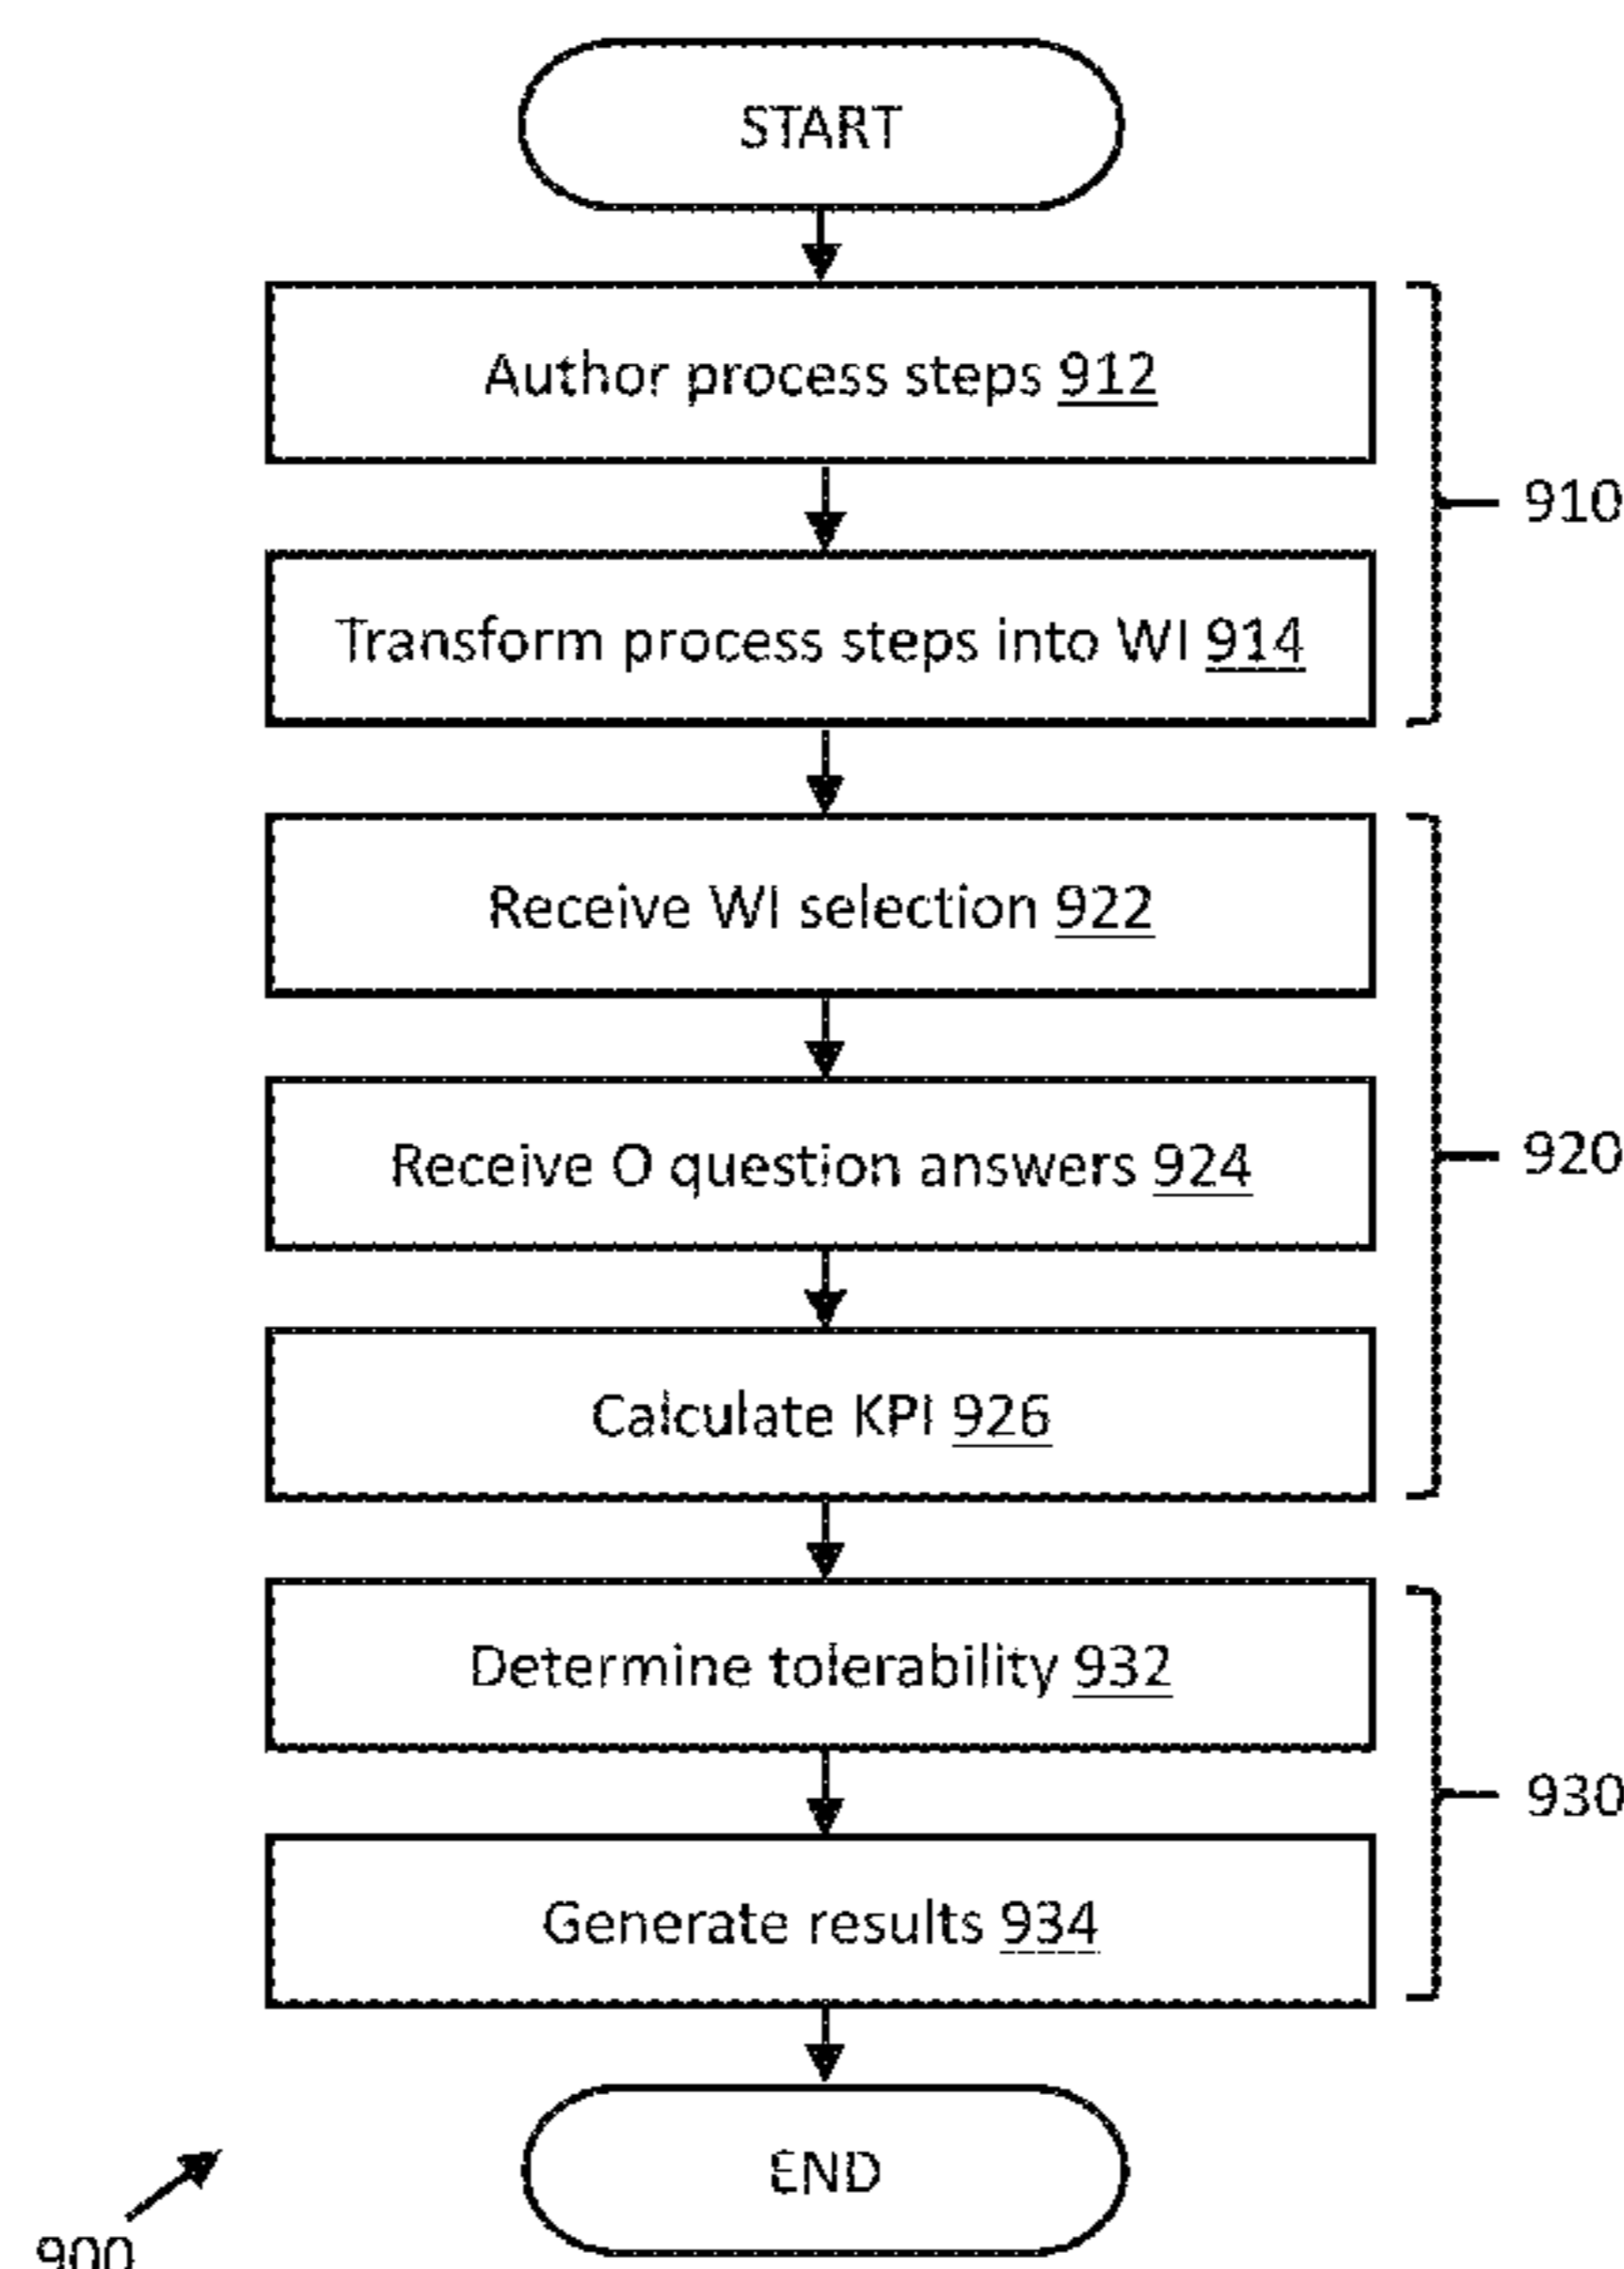 START
Author process steps 912
910
Transform process steps into WI 914
Receive WI selection 922
Receive O question answers 924
920
Calculate KPI 926
Determine tolerability 932
930
Generate results 934
END
900